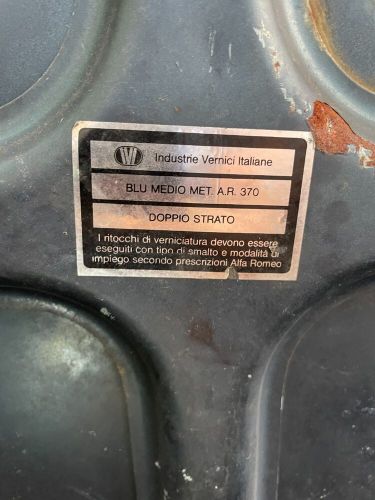 Industrie Vernici Italiane
BLU MEDIO MET. A.R. 370
DOPPIO STRATO
I ritocchi di verniciatura devono essere
eseguiti con tipo di smalto e modalità di
impiego secondo prescrizioni Alfa Romeo